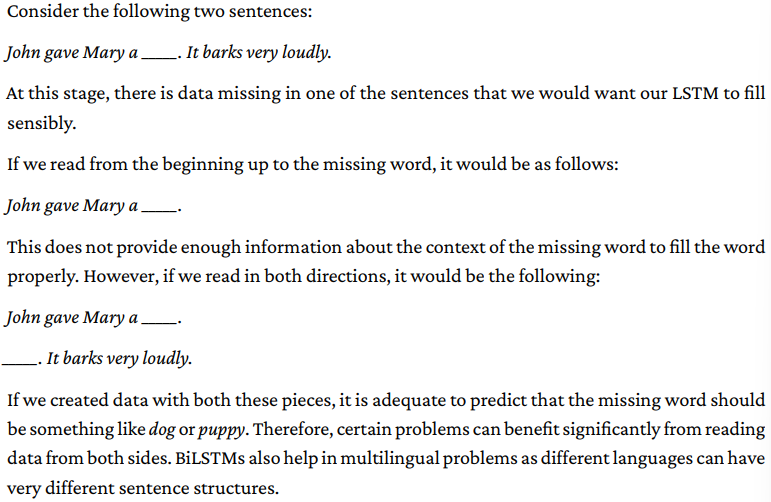 Consider the following two sentences:
John gave Mary a ____. It barks very loudly.
At this stage, there is data missing in one of the sentences that we would want our LSTM to fill
sensibly.
If we read from the beginning up to the missing word, it would be as follows:
John gave Mary a ____.
This does not provide enough information about the context of the missing word to fill the word
properly. However, if we read in both directions, it would be the following:
John gave Mary a ____.
____. It barks very loudly.
If we created data with both these pieces, it is adequate to predict that the missing word should
be something like dog or puppy. Therefore, certain problems can benefit significantly from reading
data from both sides. BiLSTMs also help in multilingual problems as different languages can have
very different sentence structures.